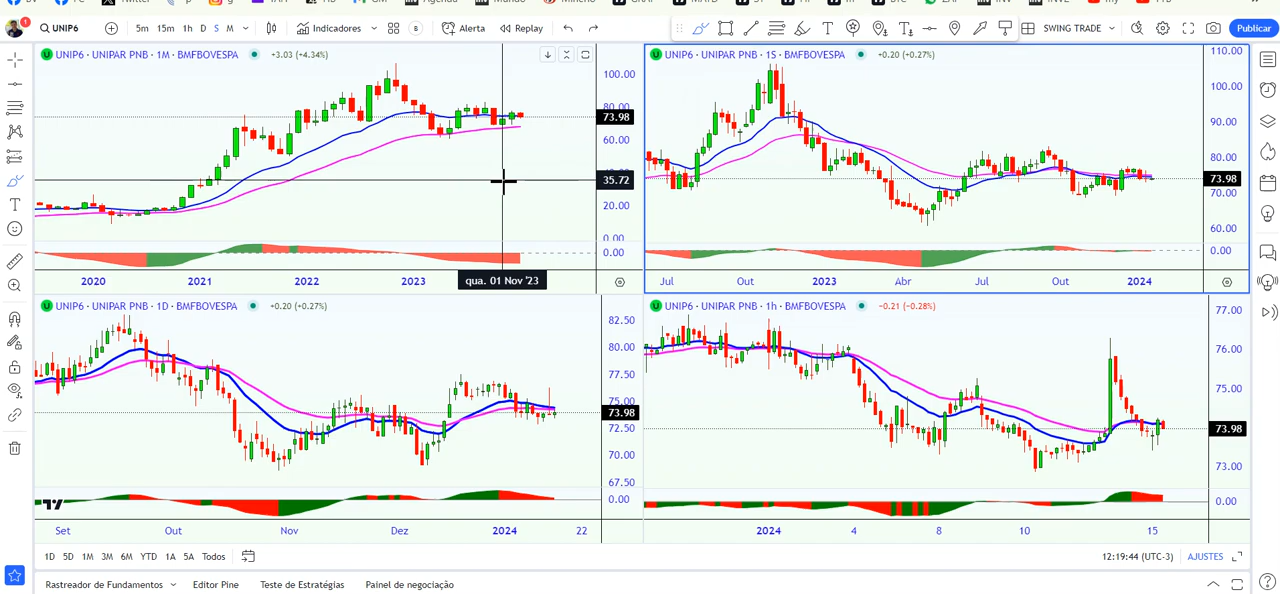 UNIP6
5m 15m 1h D S M
Indicadores
Alerta
Replay
SWING TRADE
Publicar
UNIP6 · UNIPAR PNB · 1M · BMFBOVESPA
+3.03 (+4.34%)
100.00
80.00
73.98
60.00
35.72
20.00
0.00
0.00
2020 2021 2022 2023 qua. 01 Nov '23
UNIP6 · UNIPAR PNB · 1S · BMFBOVESPA
+0.20 (+0.27%)
110.00
100.00
90.00
80.00
73.98
70.00
60.00
0.00
Jul Out 2023 Abr Jul Out 2024
UNIP6 · UNIPAR PNB · 1D · BMFBOVESPA
+0.20 (+0.27%)
82.50
80.00
77.50
75.00
73.98
72.50
70.00
67.50
0.00
Set Out Nov Dez 2024 22
UNIP6 · UNIPAR PNB · 1h · BMFBOVESPA
−0.21 (−0.28%)
77.00
76.00
75.00
73.98
73.00
0.00
2024 4 8 10 15
1D 5D 1M 3M 6M YTD 1A 5A Todos
12:19:44 (UTC-3)
AJUSTES
Rastreador de Fundamentos
Editor Pine
Teste de Estratégias
Painel de negociação